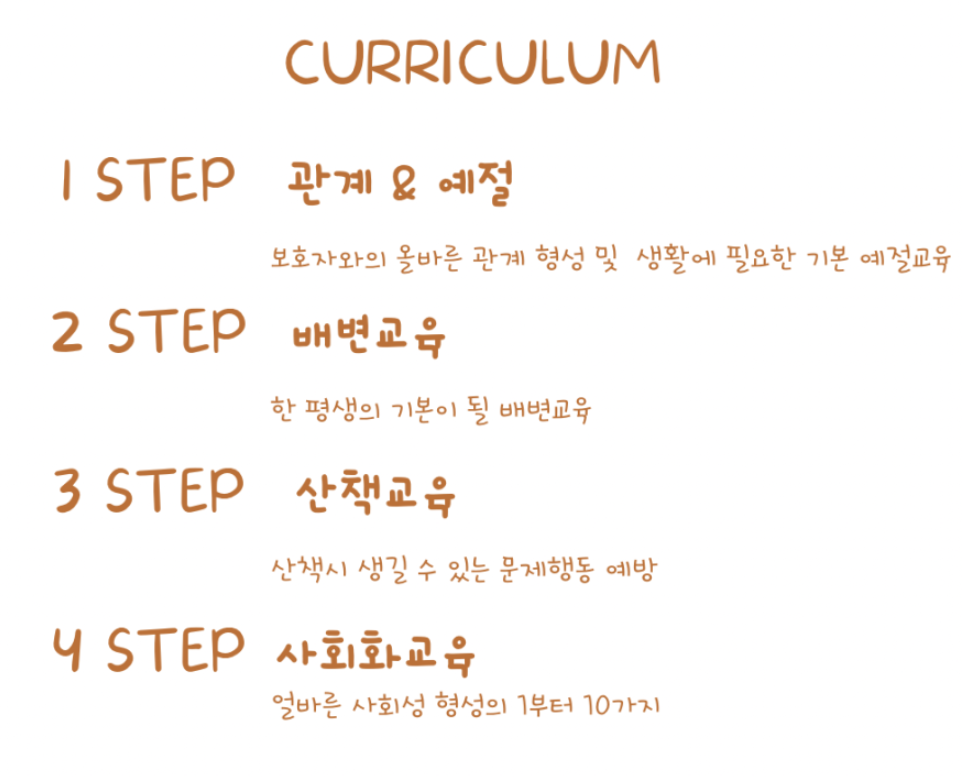 CURRICULUM
1 STEP 관계 & 예절
보호자와의 올바른 관계 형성 및 생활에 필요한 기본 예절교육
2 STEP 배변교육
한 평생의 기본이 될 배변교육
3 STEP 산책교육
산책시 생길 수 있는 문제행동 예방
4 STEP 사회화교육
얼바른 사회성 형성의 1부터 10가지